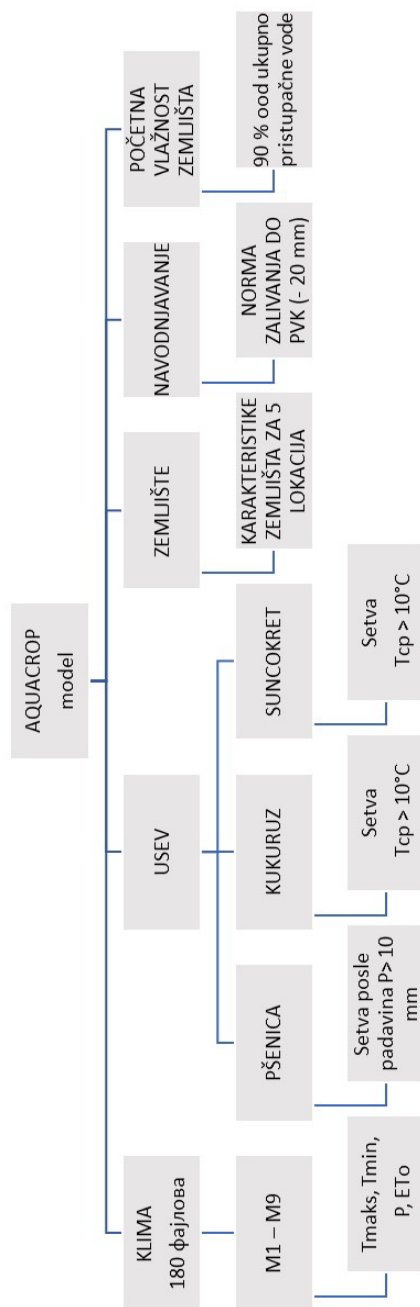 AQUACROP
model
KLIMA
180 фајлова
USEV
ZEMLJIŠTE
NAVODNJAVANJE
POČETNA
VLAŽNOST
ZEMLJIŠTA
M1 – M9
PŠENICA
KUKURUZ
SUNCOKRET
KARAKTERISTIKE
ZEMLJIŠTA ZA 5
LOKACIJA
NORMA
ZALIVANJA DO
PVK (- 20 mm)
90 % ood ukupno
pristupačne vode
Tmaks, Tmin,
P, ETo
Setva posle
padavina P> 10
mm
Setva
Tcp > 10°C
Setva
Tcp > 10°C